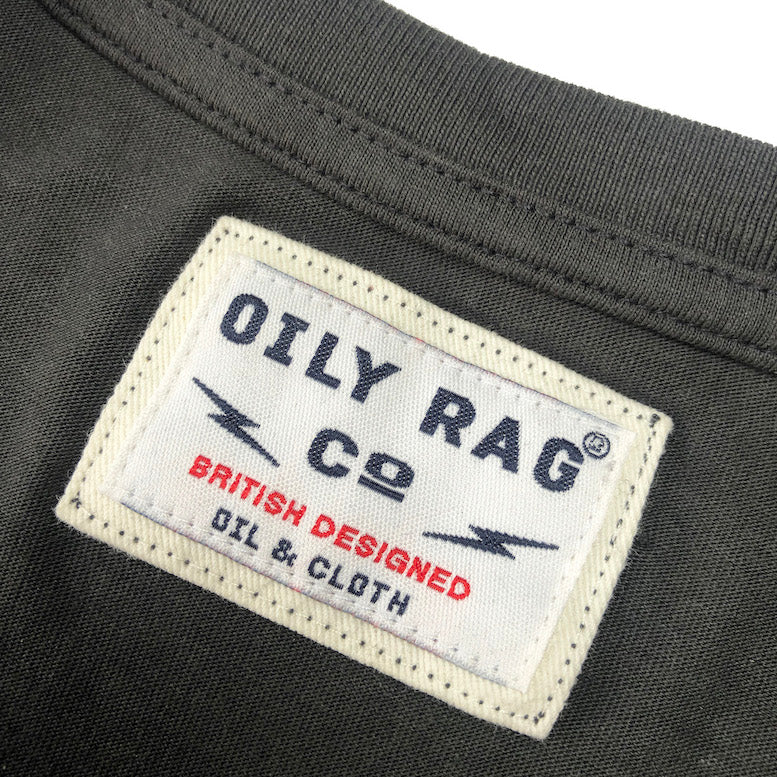 OILY RAG®
CO
BRITISH DESIGNED
OIL & CLOTH